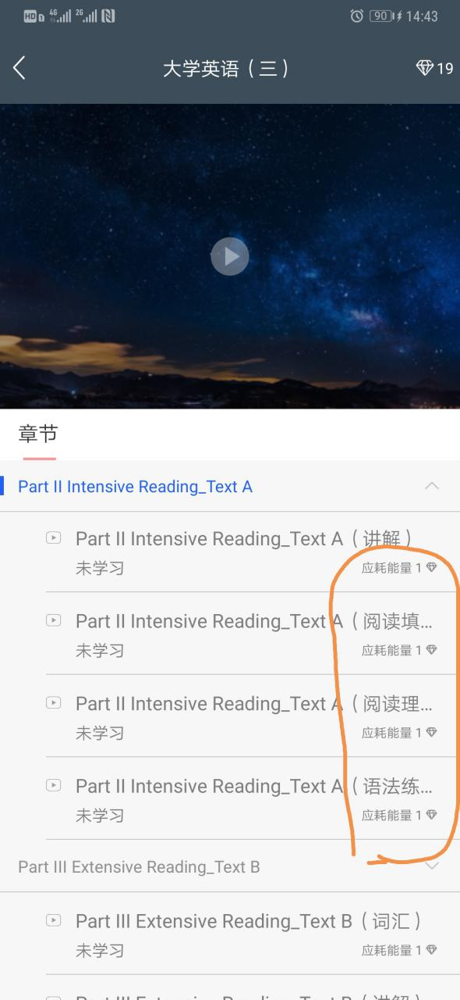 HD 4G 2G 90 14:43
大学英语（三） 19
章节
Part II Intensive Reading_Text A
Part II Intensive Reading_Text A（讲解）
未学习 应耗能量 1
Part II Intensive Reading_Text A（阅读填...
未学习 应耗能量 1
Part II Intensive Reading_Text A（阅读理...
未学习 应耗能量 1
Part II Intensive Reading_Text A（语法练...
未学习 应耗能量 1
Part III Extensive Reading_Text B
Part III Extensive Reading_Text B（词汇）
未学习 应耗能量 1